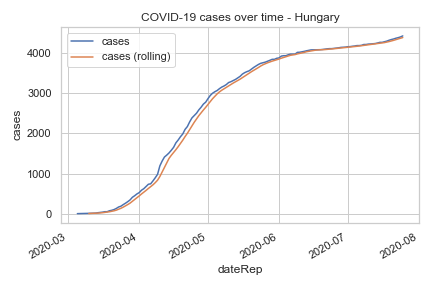 COVID-19 cases over time - Hungary
cases
cases (rolling)
4000
3000
2000
1000
0
cases
2020-03
2020-04
2020-05
2020-06
2020-07
2020-08
dateRep